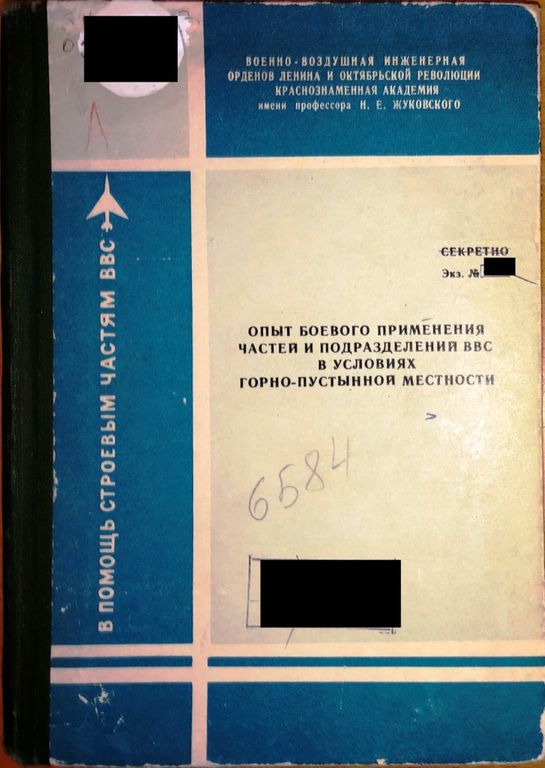 ВОЕННО-ВОЗДУШНАЯ ИНЖЕНЕРНАЯ
ОРДЕНОВ ЛЕНИНА И ОКТЯБРЬСКОЙ РЕВОЛЮЦИИ
КРАСНОЗНАМЕННАЯ АКАДЕМИЯ
имени профессора Н. Е. ЖУКОВСКОГО
Л
В ПОМОЩЬ СТРОЕВЫМ ЧАСТЯМ ВВС
СЕКРЕТНО
Экз. №
ОПЫТ БОЕВОГО ПРИМЕНЕНИЯ
ЧАСТЕЙ И ПОДРАЗДЕЛЕНИЙ ВВС
В УСЛОВИЯХ
ГОРНО-ПУСТЫННОЙ МЕСТНОСТИ
6584